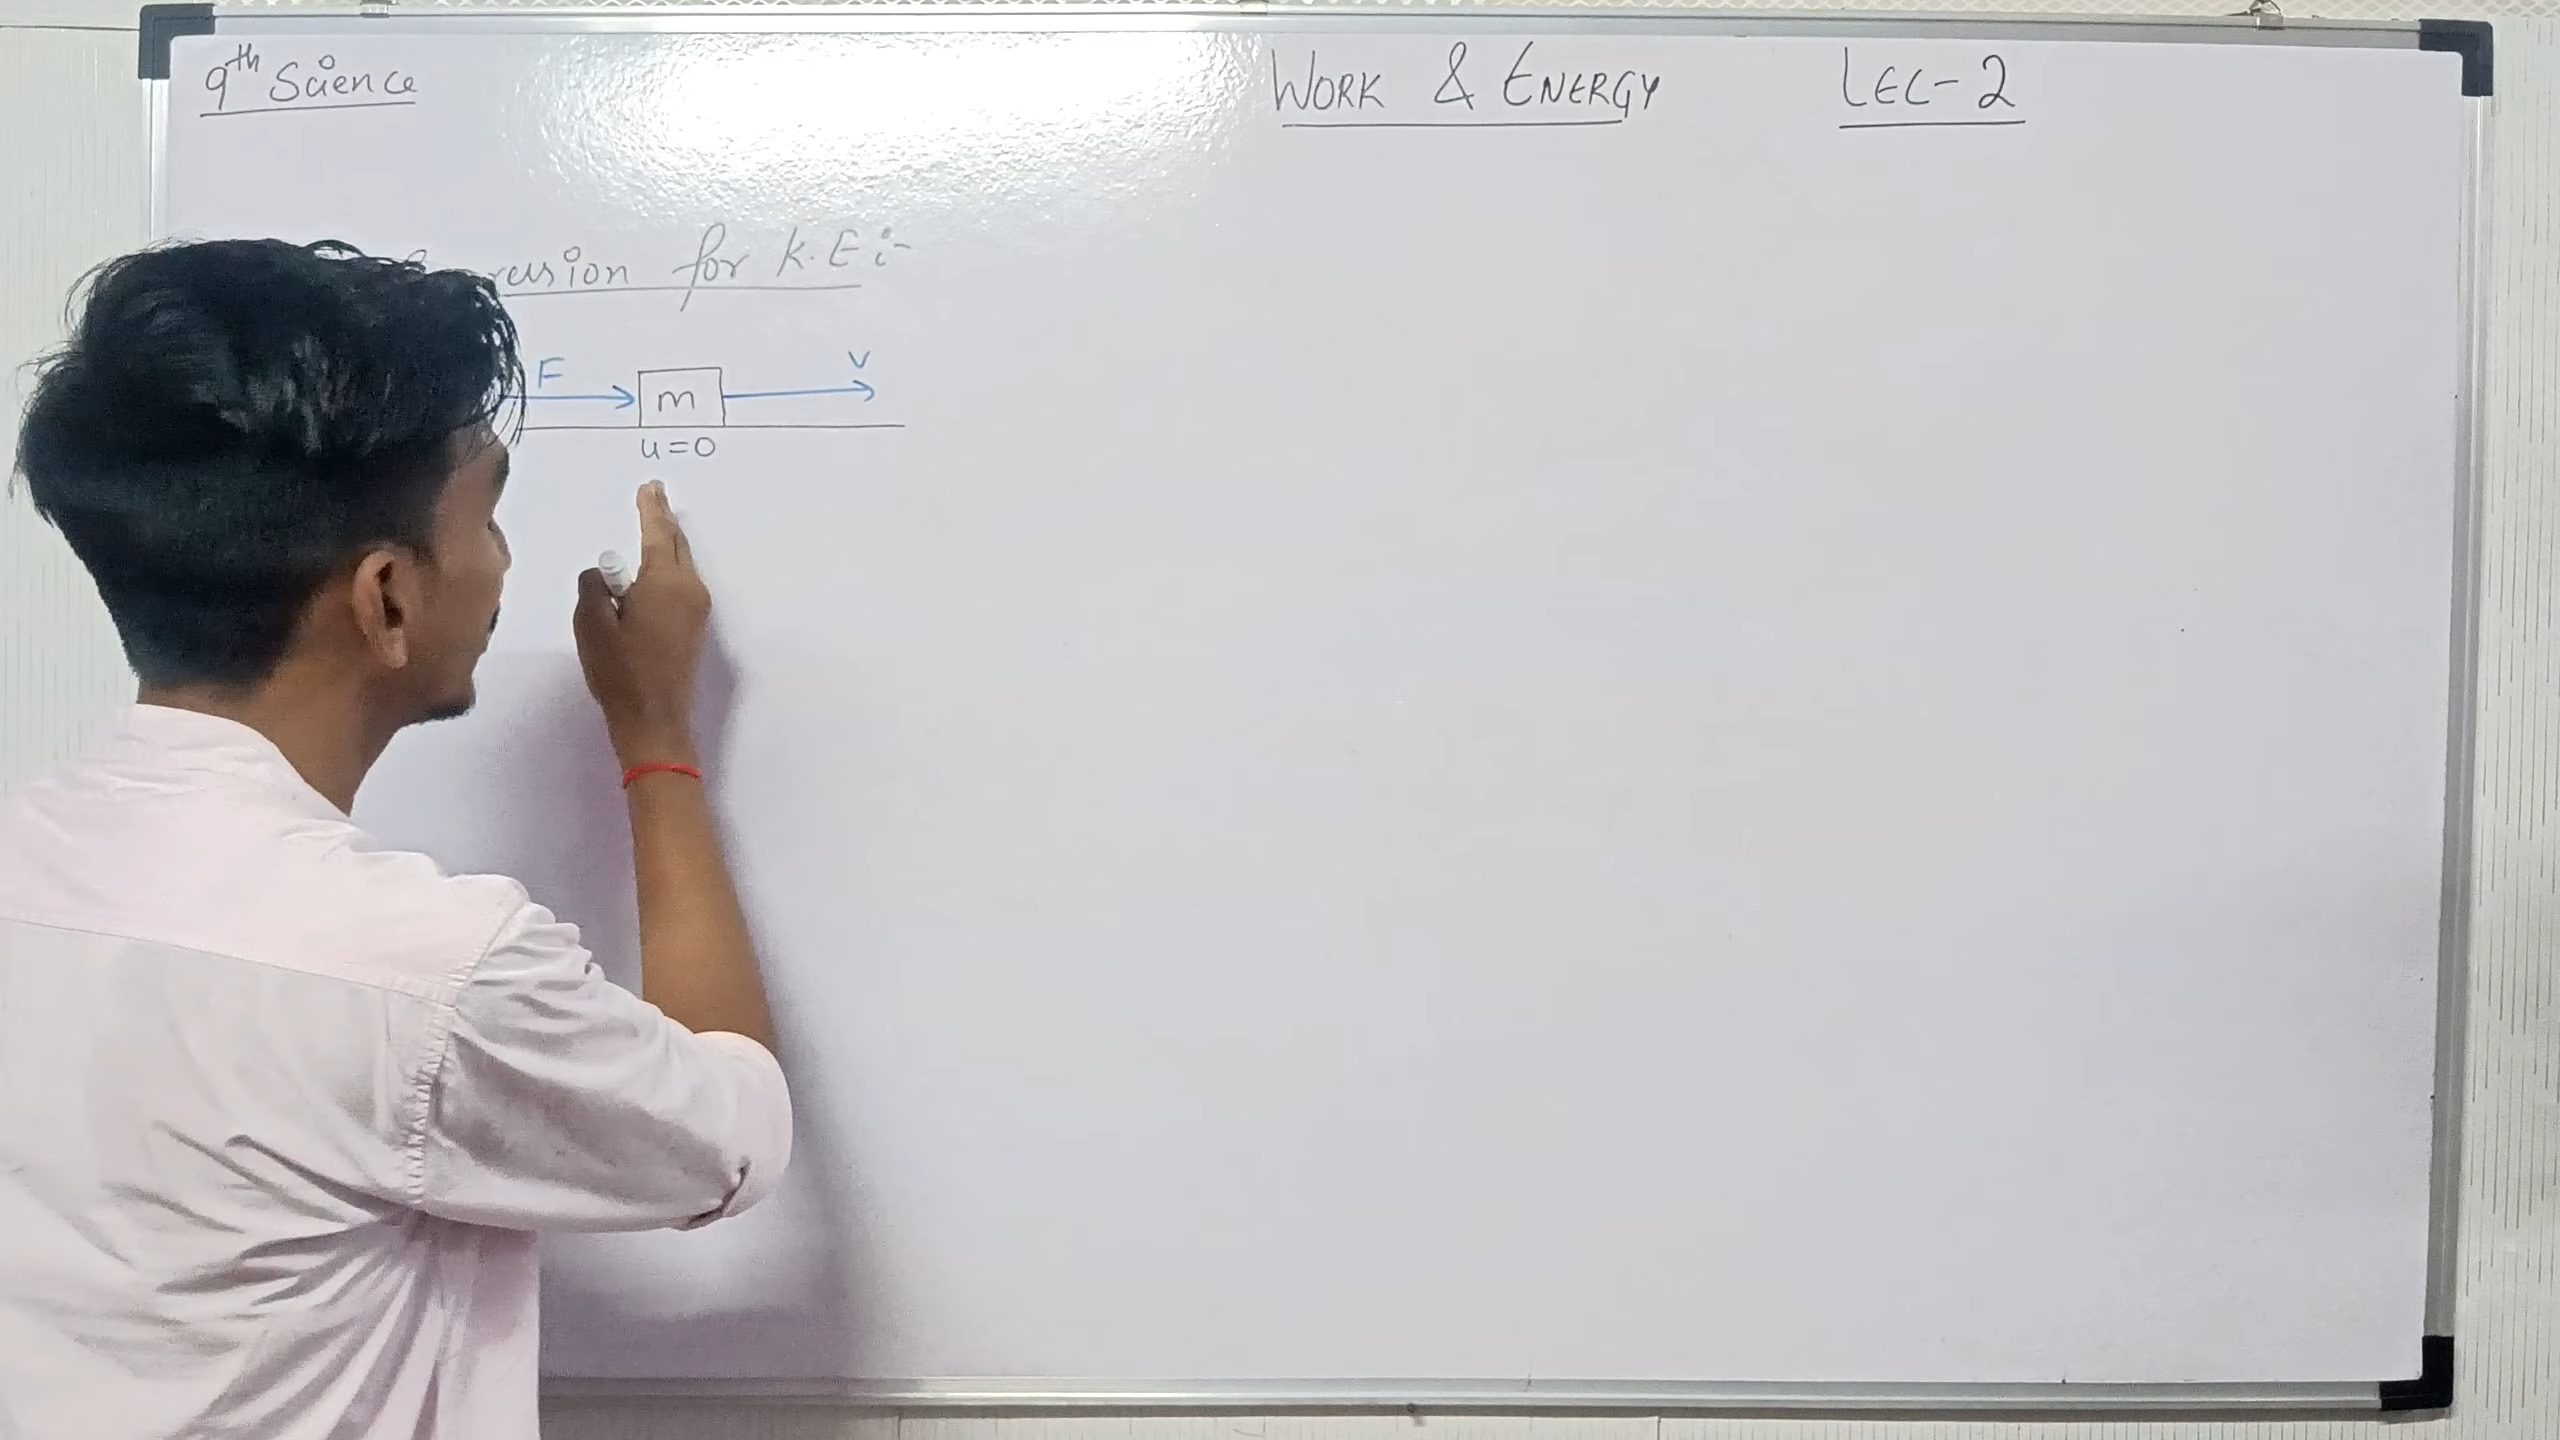 9th Science
WORK & ENERGY LEC-2
for K.E :-
F m v
u=0